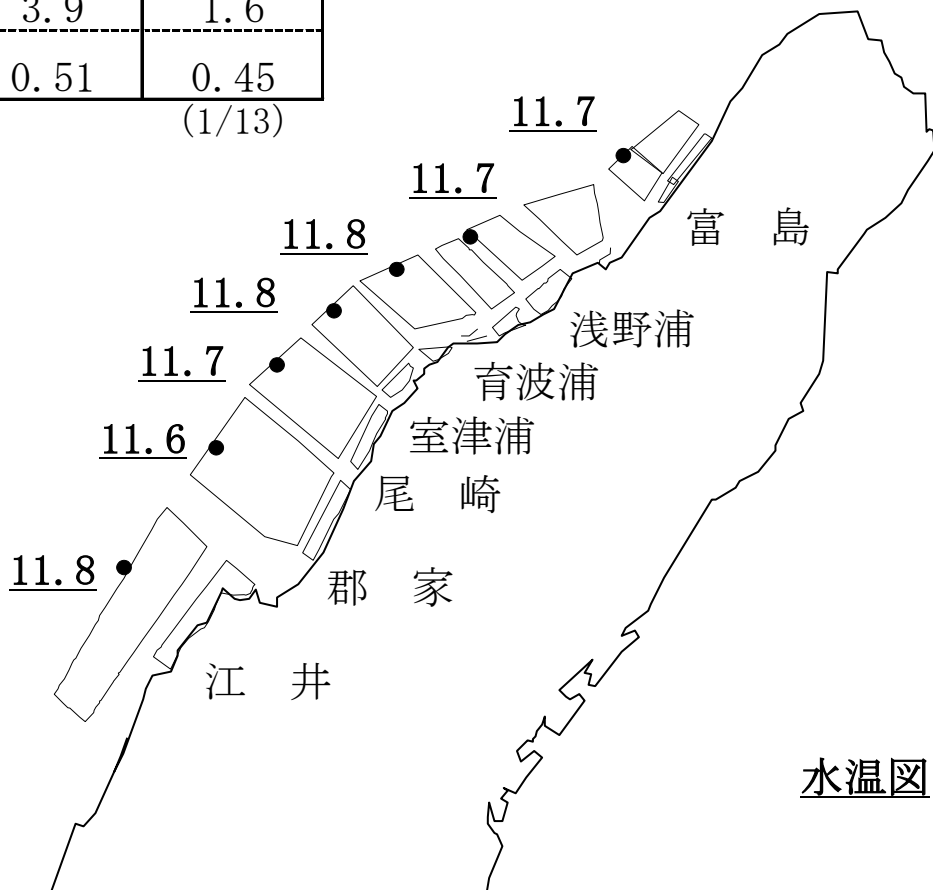 3.9 1.6
0.51 0.45
(1/13)
11.7
11.7
富 島
11.8
11.8
浅野浦
11.7
育波浦
11.6
室津浦
尾 崎
11.8
郡 家
江 井
水温図